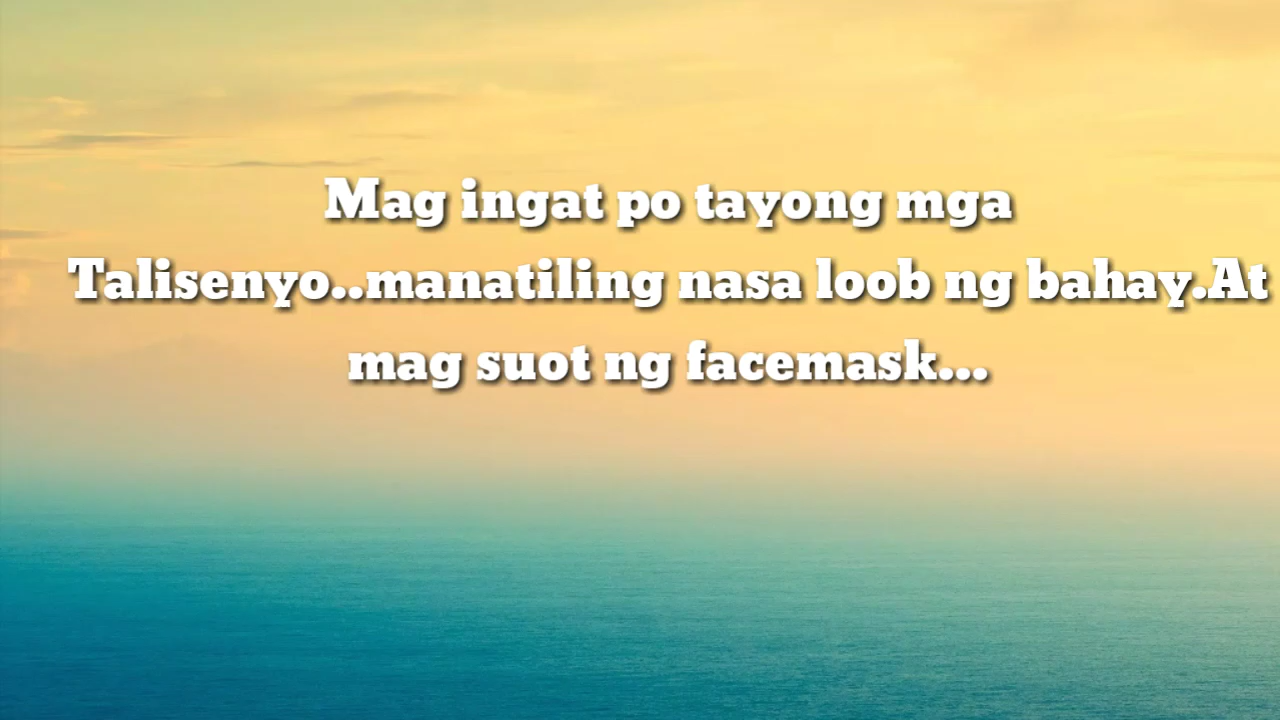 Mag ingat po tayong mga
Talisenyo..manatiling nasa loob ng bahay.At
mag suot ng facemask...